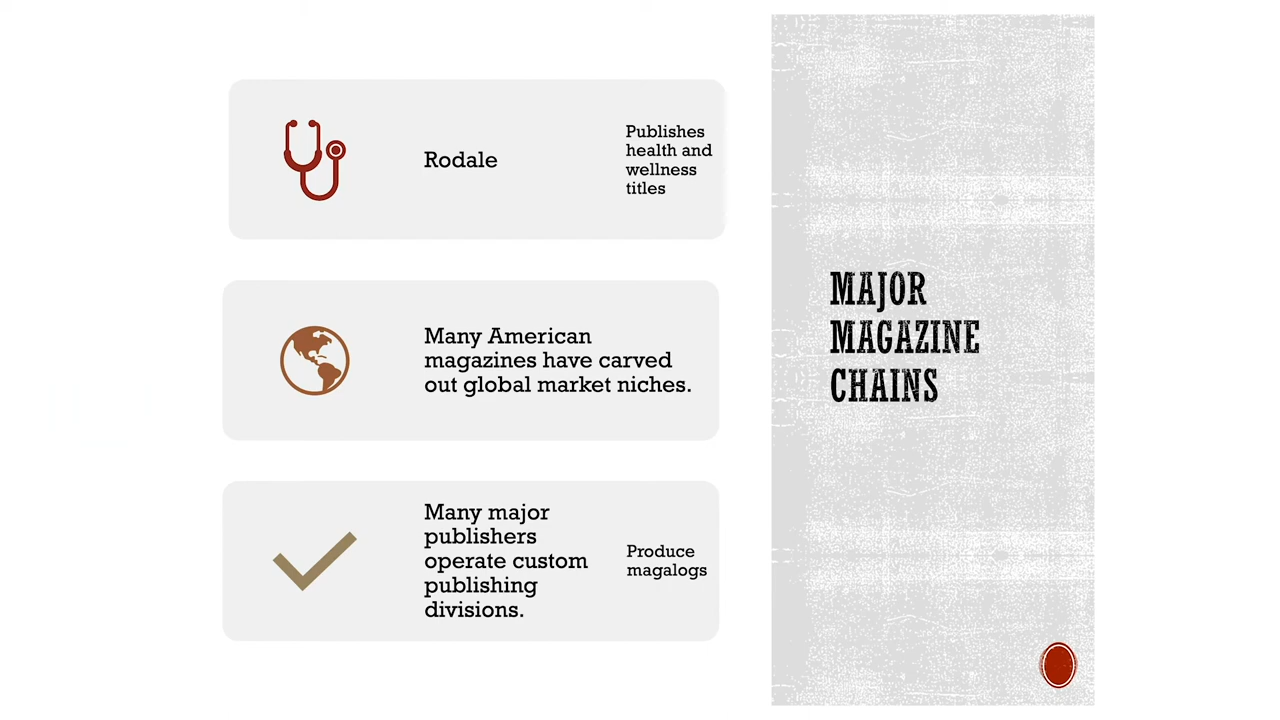 Rodale
Publishes
health and
wellness
titles
Many American
magazines have carved
out global market niches.
Many major
publishers
operate custom
publishing
divisions.
Produce
magalogs
MAJOR
MAGAZINE
CHAINS